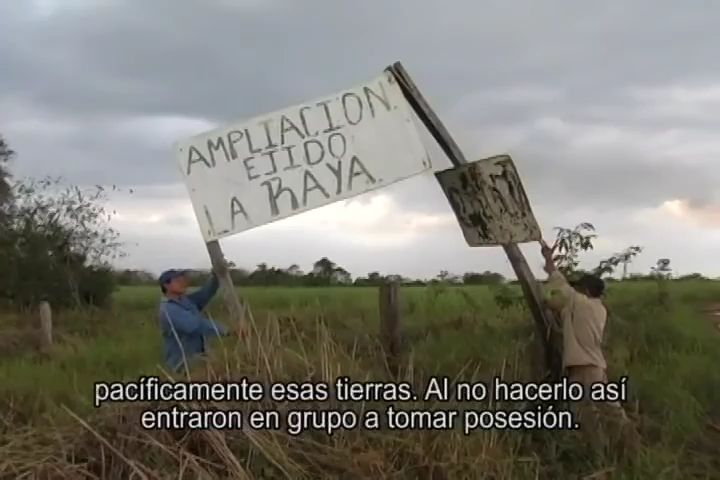 AMPLIACION
EJIDO
LA RAYA.
pacíficamente esas tierras. Al no hacerlo así
entraron en grupo a tomar posesión.